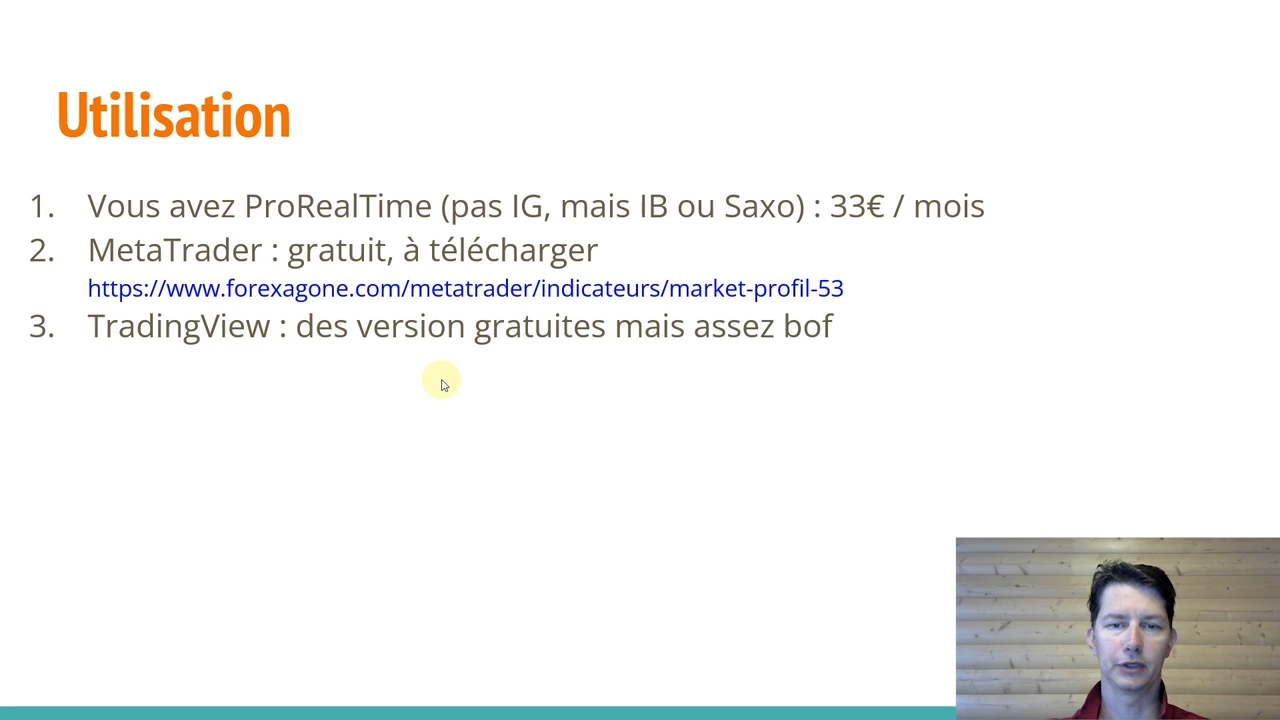 Utilisation
1. Vous avez ProRealTime (pas IG, mais IB ou Saxo) : 33€ / mois
2. MetaTrader : gratuit, à télécharger
https://www.forexagone.com/metatrader/indicateurs/market-profil-53
3. TradingView : des version gratuites mais assez bof